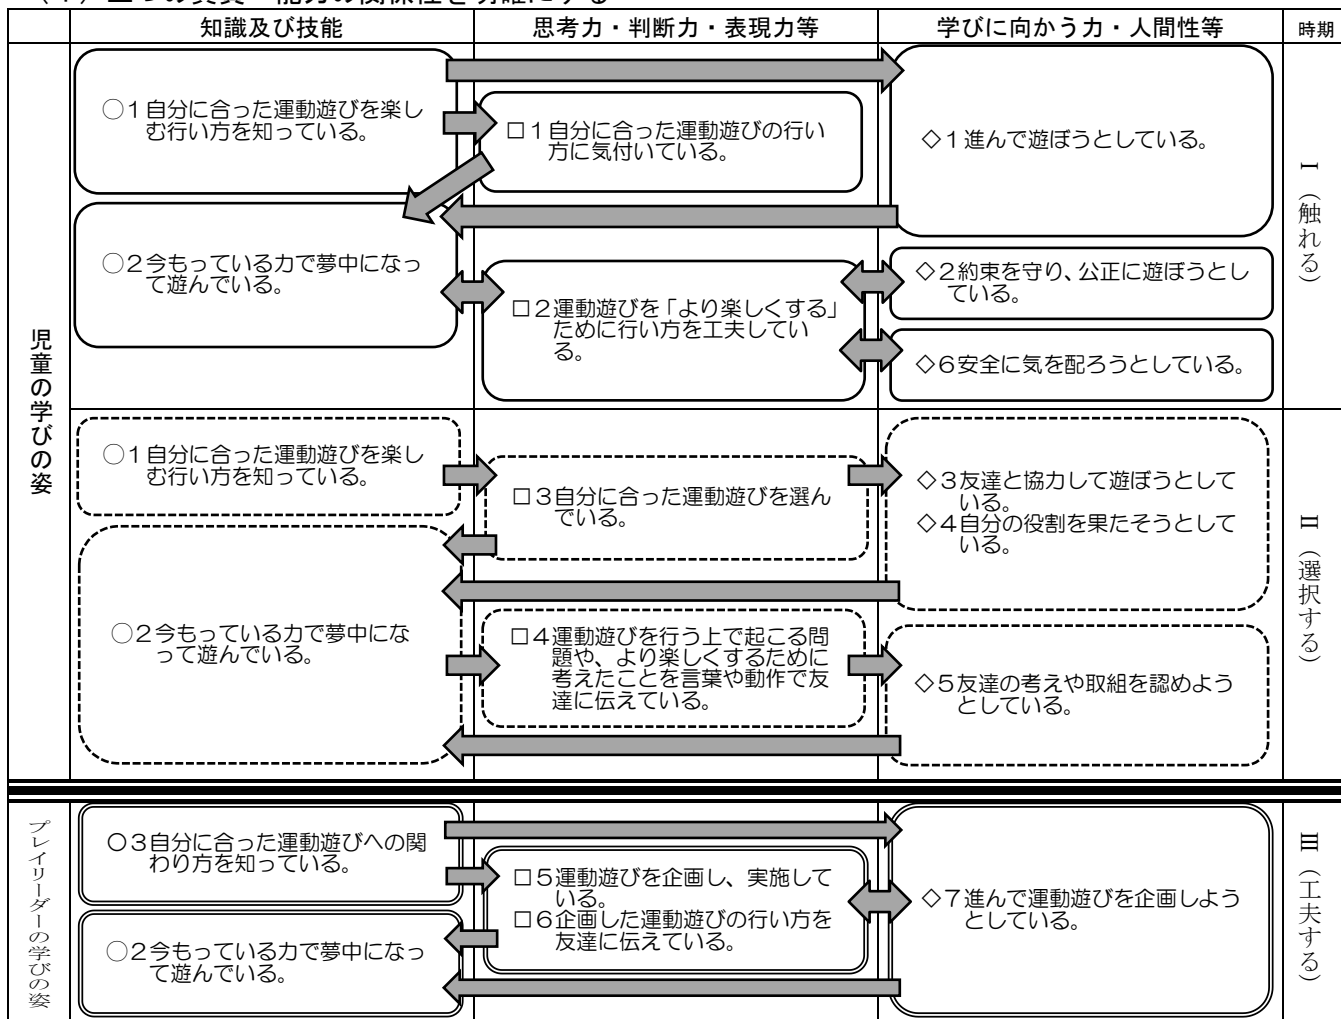 知識及び技能
思考力・判断力・表現力等
学びに向かう力・人間性等
時期
児童の学びの姿
○1自分に合った運動遊びを楽し
む行い方を知っている。
□1自分に合った運動遊びの行い
方に気付いている。
◇1進んで遊ぼうとしている。
○2今もっている力で夢中になっ
て遊んでいる。
□2運動遊びを「より楽しくする」
ために行い方を工夫してい
る。
◇2約束を守り、公正に遊ぼうとし
ている。
◇6安全に気を配ろうとしている。
Ⅰ（触れる）
○1自分に合った運動遊びを楽し
む行い方を知っている。
□3自分に合った運動遊びを選ん
でいる。
◇3友達と協力して遊ぼうとして
いる。
◇4自分の役割を果たそうとして
いる。
○2今もっている力で夢中にな
って遊んでいる。
□4運動遊びを行う上で起こる問
題や、より楽しくするために
考えたことを言葉や動作で友
達に伝えている。
◇5友達の考えや取組を認めよう
としている。
Ⅱ（選択する）
プレイリーダーの学びの姿
○3自分に合った運動遊びへの関
わり方を知っている。
□5運動遊びを企画し、実施して
いる。
□6企画した運動遊びの行い方を
友達に伝えている。
◇7進んで運動遊びを企画しよう
としている。
○2今もっている力で夢中になっ
て遊んでいる。
Ⅲ（工夫する）